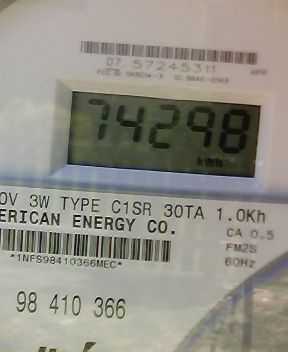 07 57245311
74298
kWh
0V 3W TYPE C1SR 30TA 1.0Kh
ERICAN ENERGY CO.
CA 0.5
FM2S
60Hz
*1NFS98410366MEC*
98 410 366